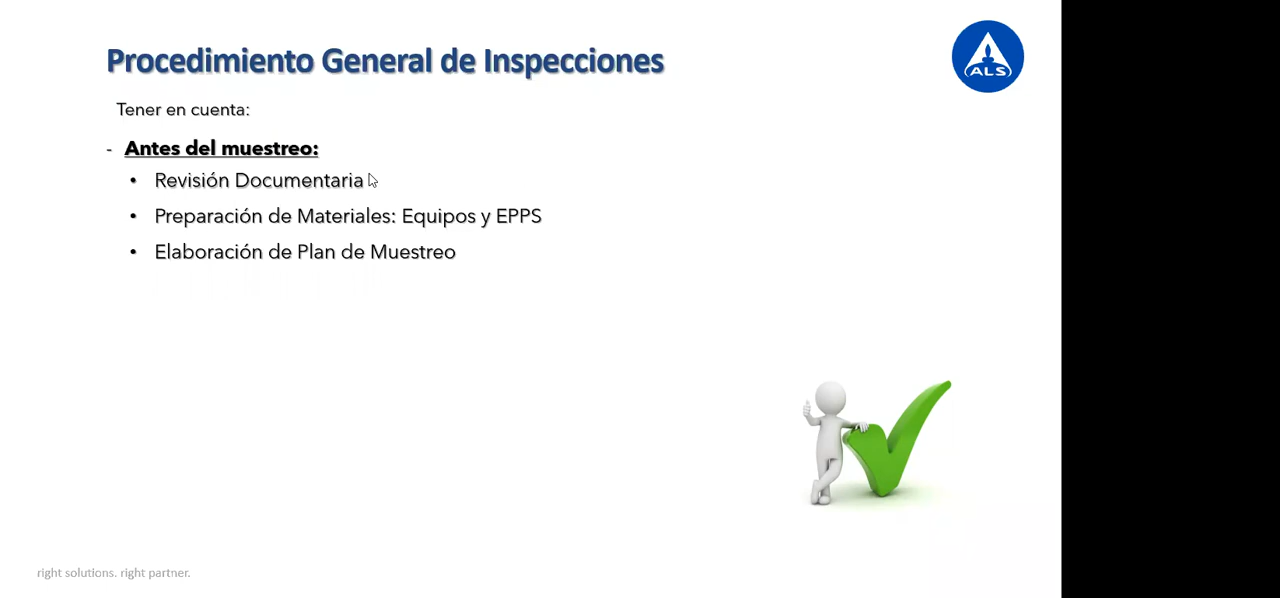 Procedimiento General de Inspecciones
ALS
Tener en cuenta:
- Antes del muestreo:
• Revisión Documentaria
• Preparación de Materiales: Equipos y EPPS
• Elaboración de Plan de Muestreo
right solutions. right partner.